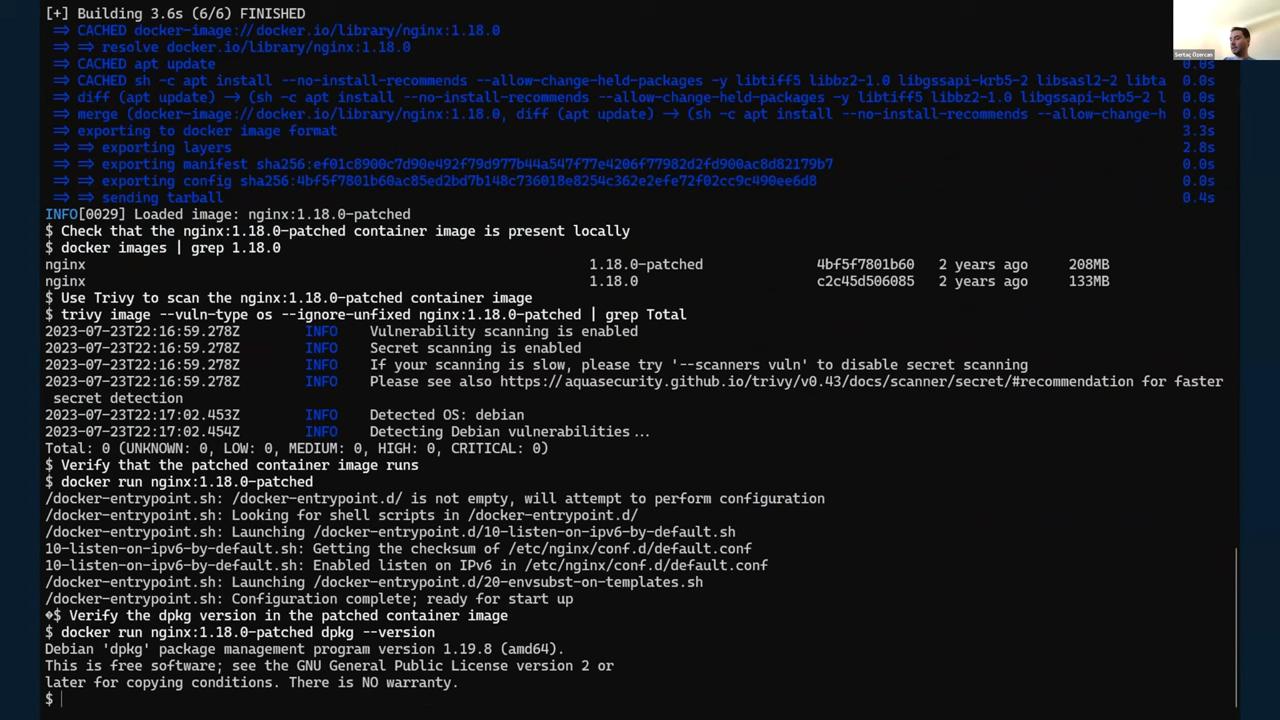 [+] Building 3.6s (6/6) FINISHED
⇒ CACHED docker-image://docker.io/library/nginx:1.18.0
⇒ ⇒ resolve docker.io/library/nginx:1.18.0
⇒ CACHED apt update 0.0s
⇒ CACHED sh -c apt install --no-install-recommends --allow-change-held-packages -y libtiff5 libbz2-1.0 libgssapi-krb5-2 libsasl2-2 libta 0.0s
⇒ diff (apt update) → (sh -c apt install --no-install-recommends --allow-change-held-packages -y libtiff5 libbz2-1.0 libgssapi-krb5-2 l 0.0s
⇒ merge (docker-image://docker.io/library/nginx:1.18.0, diff (apt update) → (sh -c apt install --no-install-recommends --allow-change-h 0.0s
⇒ exporting to docker image format 3.3s
⇒ ⇒ exporting layers 2.8s
⇒ ⇒ exporting manifest sha256:ef01c8900c7d90e492f79d977b44a547f77e4206f77982d2fd900ac8d82179b7 0.0s
⇒ ⇒ exporting config sha256:4bf5f7801b60ac85ed2bd7b148c736018e8254c362e2efe72f02cc9c490ee6d8 0.0s
⇒ ⇒ sending tarball 0.4s
INFO[0029] Loaded image: nginx:1.18.0-patched
$ Check that the nginx:1.18.0-patched container image is present locally
$ docker images | grep 1.18.0
nginx 1.18.0-patched 4bf5f7801b60 2 years ago 208MB
nginx 1.18.0 c2c45d506085 2 years ago 133MB
$ Use Trivy to scan the nginx:1.18.0-patched container image
$ trivy image --vuln-type os --ignore-unfixed nginx:1.18.0-patched | grep Total
2023-07-23T22:16:59.278Z INFO Vulnerability scanning is enabled
2023-07-23T22:16:59.278Z INFO Secret scanning is enabled
2023-07-23T22:16:59.278Z INFO If your scanning is slow, please try '--scanners vuln' to disable secret scanning
2023-07-23T22:16:59.278Z INFO Please see also https://aquasecurity.github.io/trivy/v0.43/docs/scanner/secret/#recommendation for faster
secret detection
2023-07-23T22:17:02.453Z INFO Detected OS: debian
2023-07-23T22:17:02.454Z INFO Detecting Debian vulnerabilities...
Total: 0 (UNKNOWN: 0, LOW: 0, MEDIUM: 0, HIGH: 0, CRITICAL: 0)
$ Verify that the patched container image runs
$ docker run nginx:1.18.0-patched
/docker-entrypoint.sh: /docker-entrypoint.d/ is not empty, will attempt to perform configuration
/docker-entrypoint.sh: Looking for shell scripts in /docker-entrypoint.d/
/docker-entrypoint.sh: Launching /docker-entrypoint.d/10-listen-on-ipv6-by-default.sh
10-listen-on-ipv6-by-default.sh: Getting the checksum of /etc/nginx/conf.d/default.conf
10-listen-on-ipv6-by-default.sh: Enabled listen on IPv6 in /etc/nginx/conf.d/default.conf
/docker-entrypoint.sh: Launching /docker-entrypoint.d/20-envsubst-on-templates.sh
/docker-entrypoint.sh: Configuration complete; ready for start up
�$ Verify the dpkg version in the patched container image
$ docker run nginx:1.18.0-patched dpkg --version
Debian 'dpkg' package management program version 1.19.8 (amd64).
This is free software; see the GNU General Public License version 2 or
later for copying conditions. There is NO warranty.
$
Sertaç Özercan